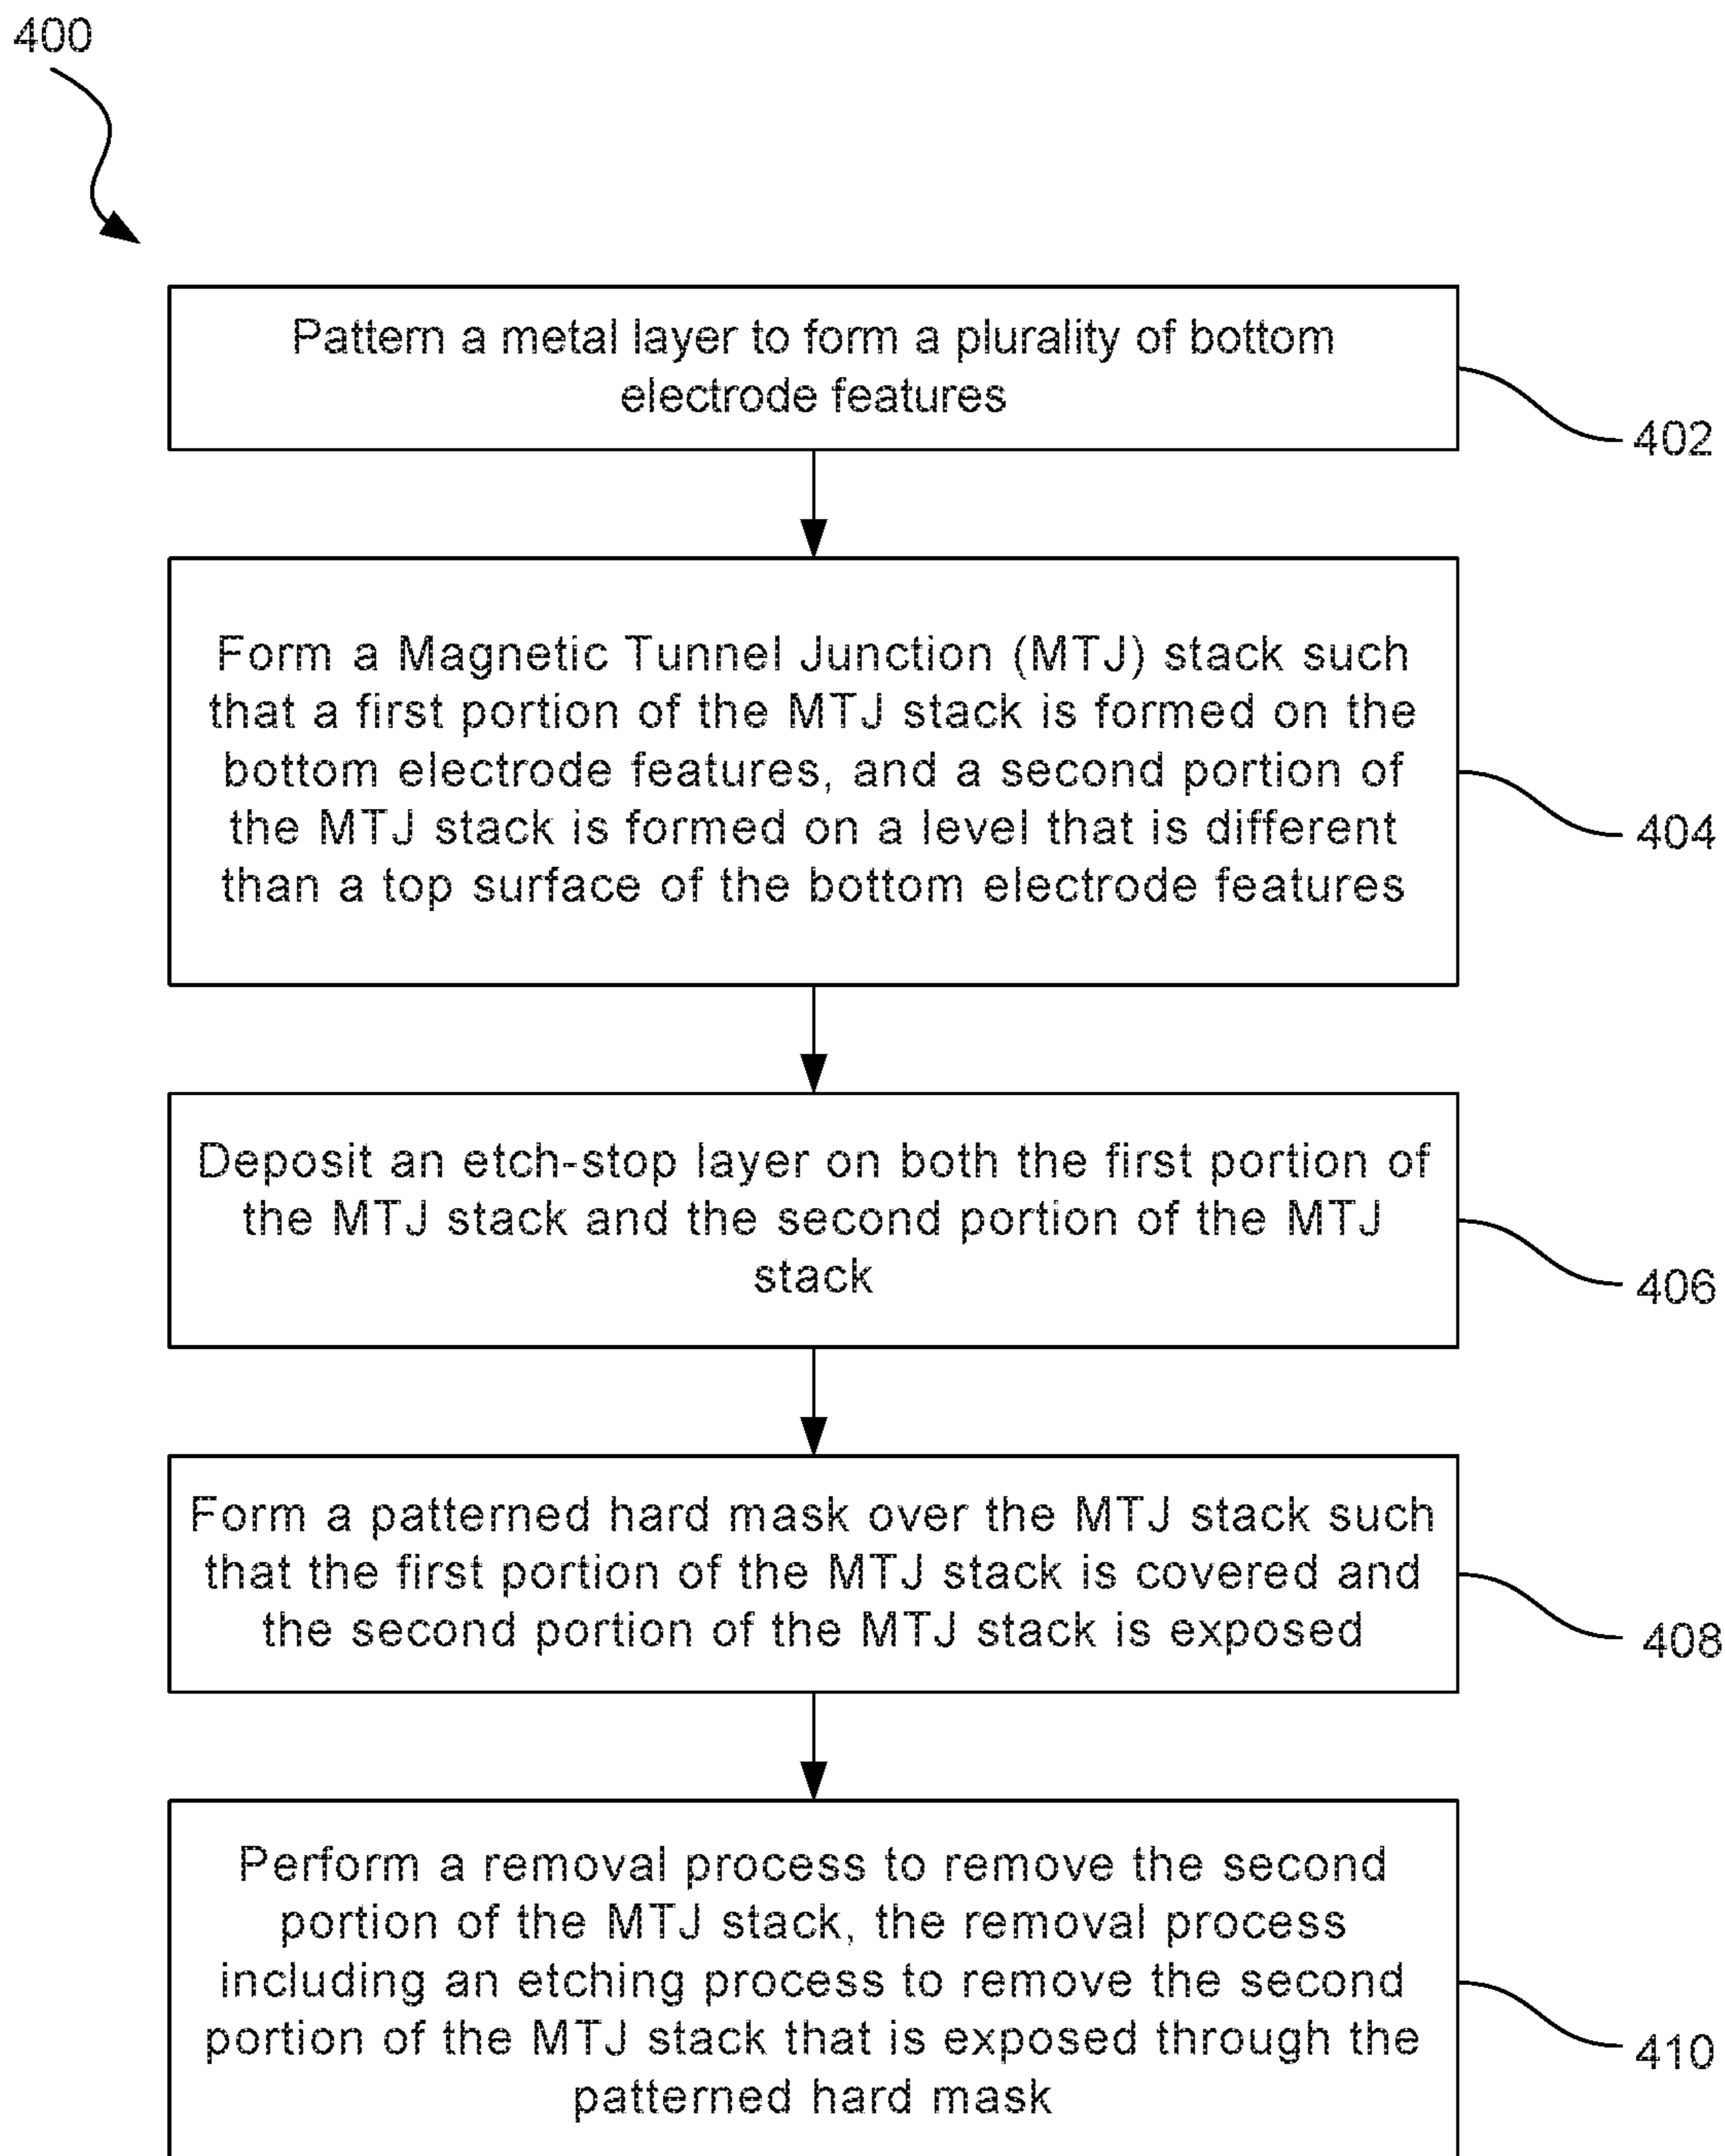 400
Pattern a metal layer to form a plurality of bottom
electrode features
402
Form a Magnetic Tunnel Junction (MTJ) stack such
that a first portion of the MTJ stack is formed on the
bottom electrode features, and a second portion of
the MTJ stack is formed on a level that is different
than a top surface of the bottom electrode features
404
Deposit an etch-stop layer on both the first portion of
the MTJ stack and the second portion of the MTJ
stack
406
Form a patterned hard mask over the MTJ stack such
that the first portion of the MTJ stack is covered and
the second portion of the MTJ stack is exposed
408
Perform a removal process to remove the second
portion of the MTJ stack, the removal process
including an etching process to remove the second
portion of the MTJ stack that is exposed through the
patterned hard mask
410